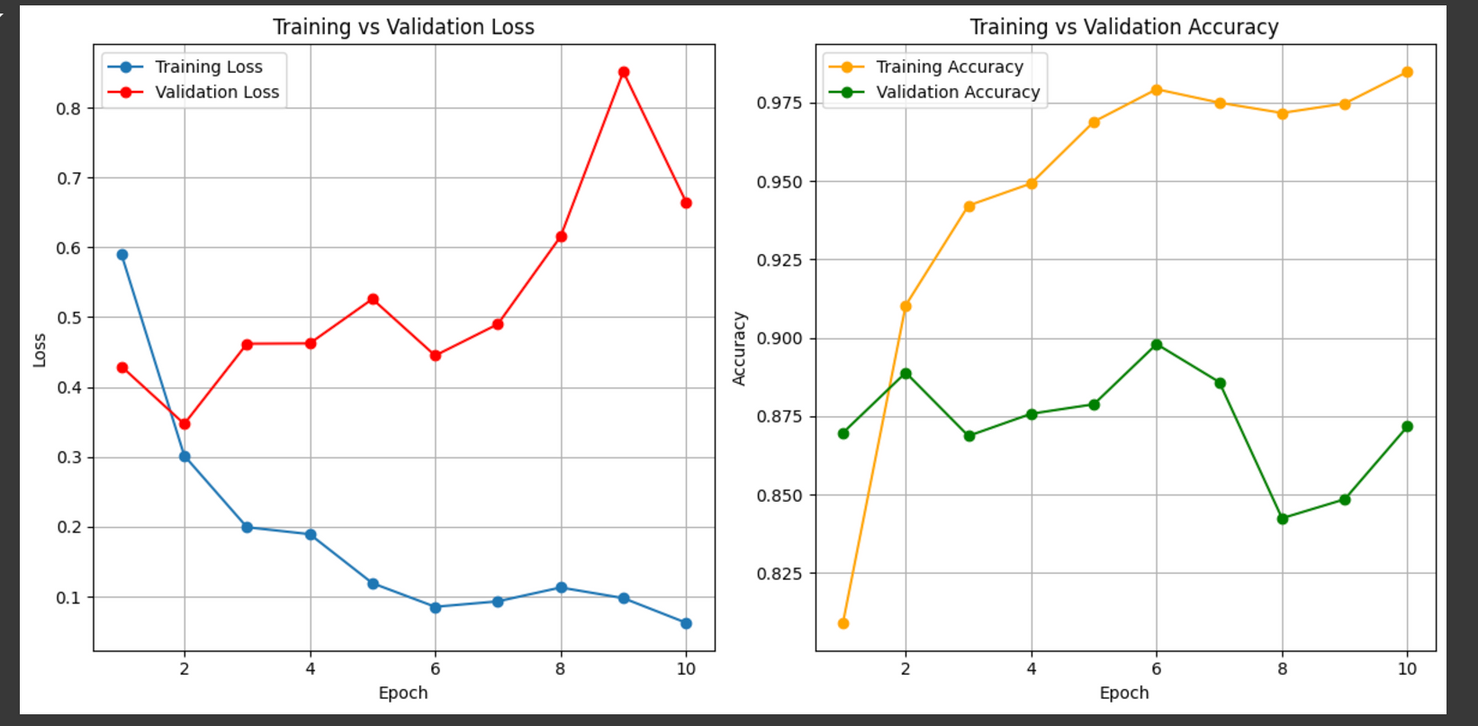 Training vs Validation Loss
Training Loss
Validation Loss
0.8
0.7
0.6
0.5
0.4
0.3
0.2
0.1
Loss
2 4 6 8 10
Epoch
Training vs Validation Accuracy
Training Accuracy
Validation Accuracy
0.975
0.950
0.925
0.900
0.875
0.850
0.825
Accuracy
2 4 6 8 10
Epoch